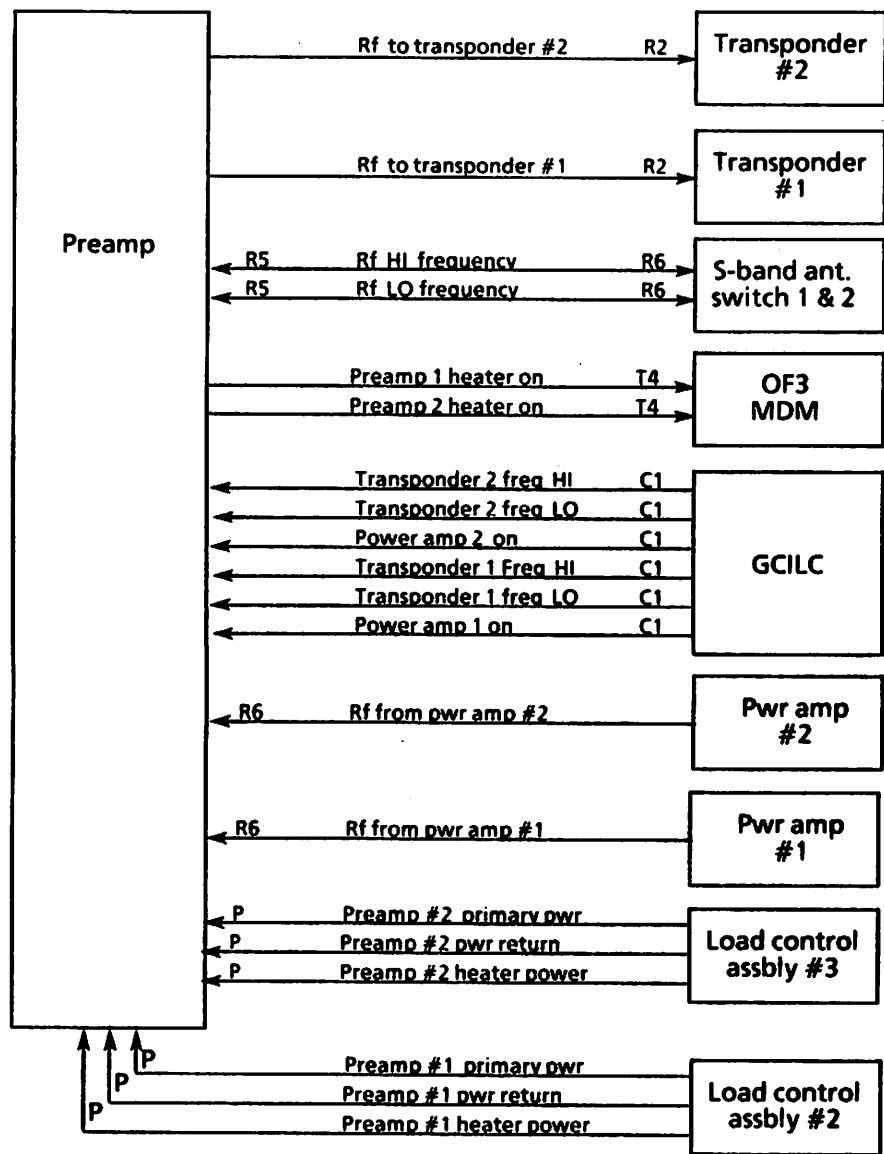 Rf to transponder #2 R2
Transponder
#2
Rf to transponder #1 R2
Transponder
#1
Preamp
R5 Rf HI frequency R6
R5 Rf LO frequency R6
S-band ant.
switch 1 & 2
Preamp 1 heater on T4
Preamp 2 heater on T4
OF3
MDM
Transponder 2 freq HI C1
Transponder 2 freq LO C1
Power amp 2 on C1
Transponder 1 Freq HI C1
Transponder 1 freq LO C1
Power amp 1 on C1
GCILC
R6 Rf from pwr amp #2
Pwr amp
#2
R6 Rf from pwr amp #1
Pwr amp
#1
P Preamp #2 primary pwr
P Preamp #2 pwr return
P Preamp #2 heater power
Load control
assbly #3
P Preamp #1 primary pwr
P Preamp #1 pwr return
P Preamp #1 heater power
Load control
assbly #2